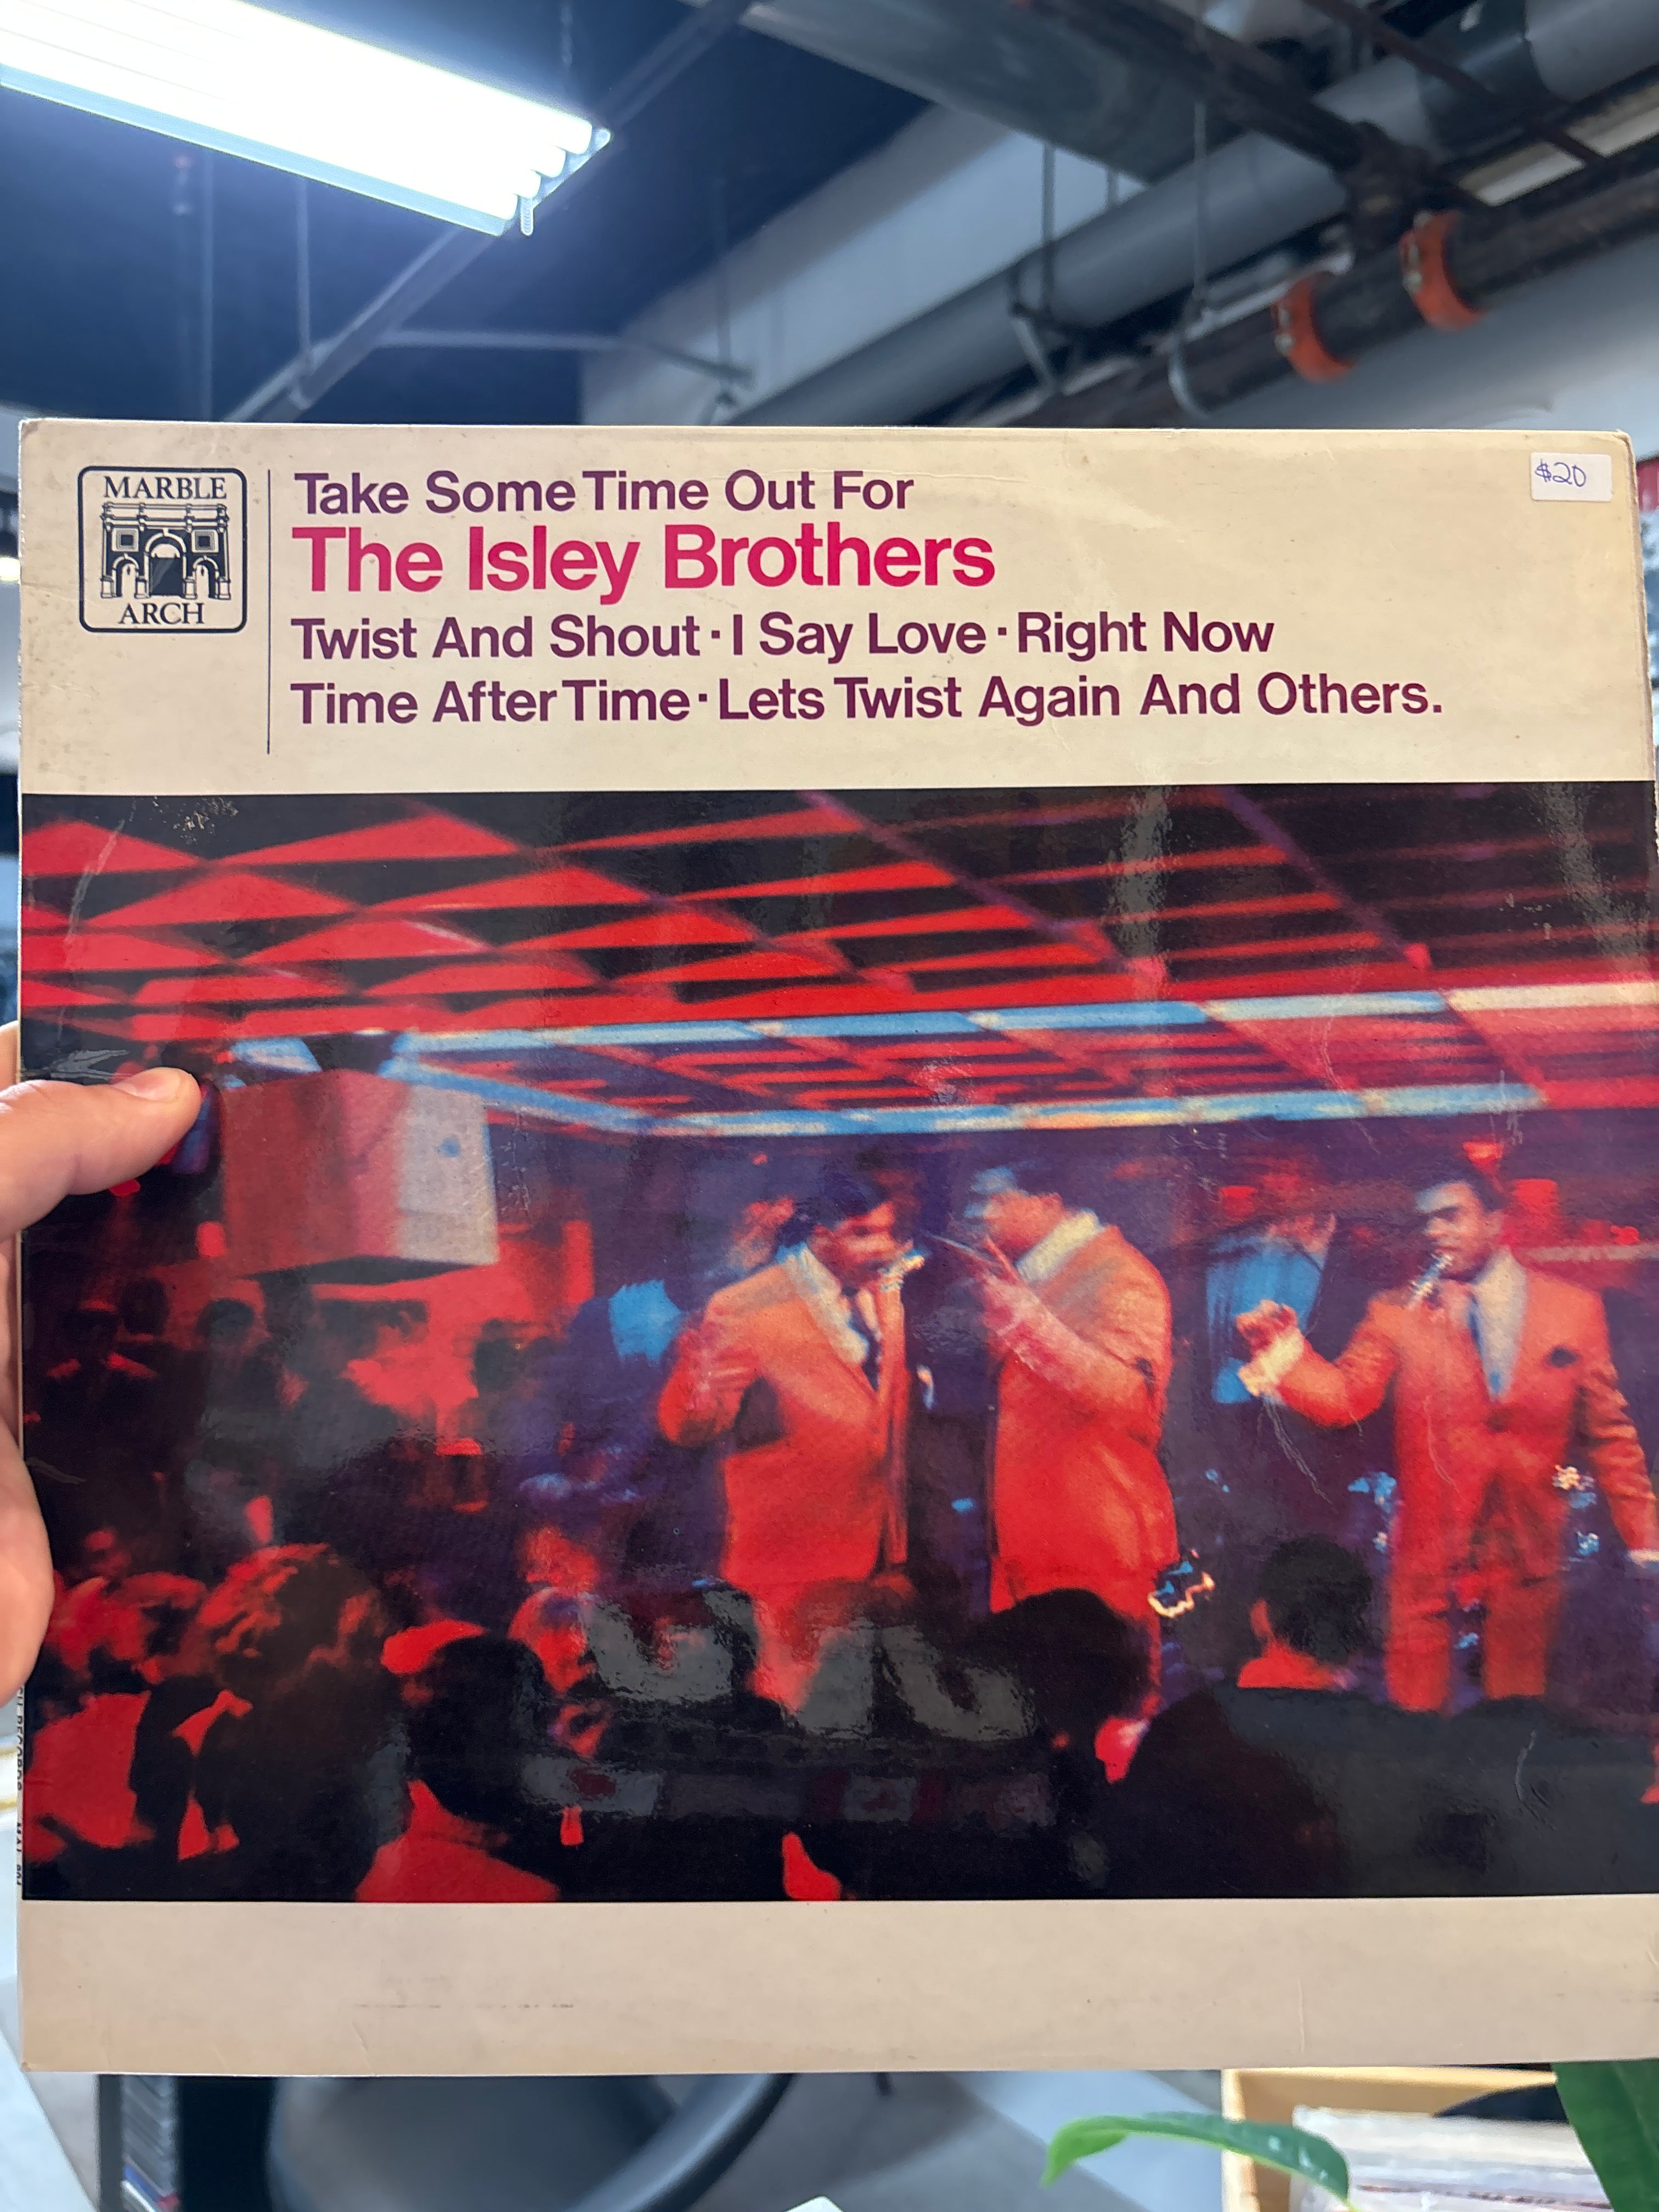 MARBLE
ARCH
Take Some Time Out For
The Isley Brothers
Twist And Shout · I Say Love · Right Now
Time After Time · Lets Twist Again And Others.
$20